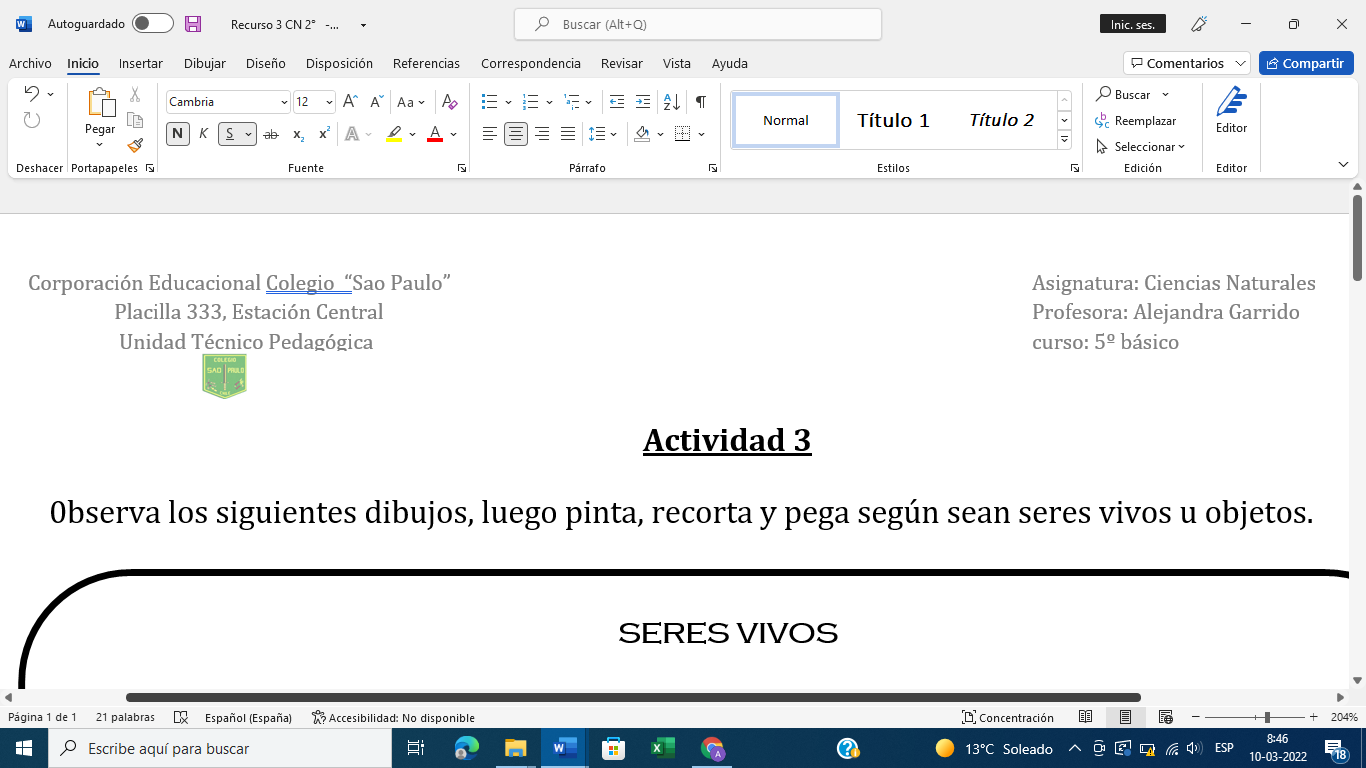 Autoguardado
Recurso 3 CN 2° -...
Buscar (Alt+Q)
Inic. ses.
Archivo Inicio Insertar Dibujar Diseño Disposición Referencias Correspondencia Revisar Vista Ayuda
Comentarios
Compartir
Pegar
Cambria 12 Aa
N K S ab x₂ x² A A
Normal Título 1 Título 2
Buscar
Reemplazar
Seleccionar
Editor
Deshacer Portapapeles Fuente Párrafo Estilos Edición Editor
Corporación Educacional Colegio “Sao Paulo”
Placilla 333, Estación Central
Unidad Técnico Pedagógica
COLEGIO
SAO PAULO
Asignatura: Ciencias Naturales
Profesora: Alejandra Garrido
curso: 5º básico
Actividad 3
0bserva los siguientes dibujos, luego pinta, recorta y pega según sean seres vivos u objetos.
SERES VIVOS
Página 1 de 1 21 palabras Español (España) Accesibilidad: No disponible Concentración 204%
Escribe aquí para buscar
13°C Soleado ESP
8:46
10-03-2022
18